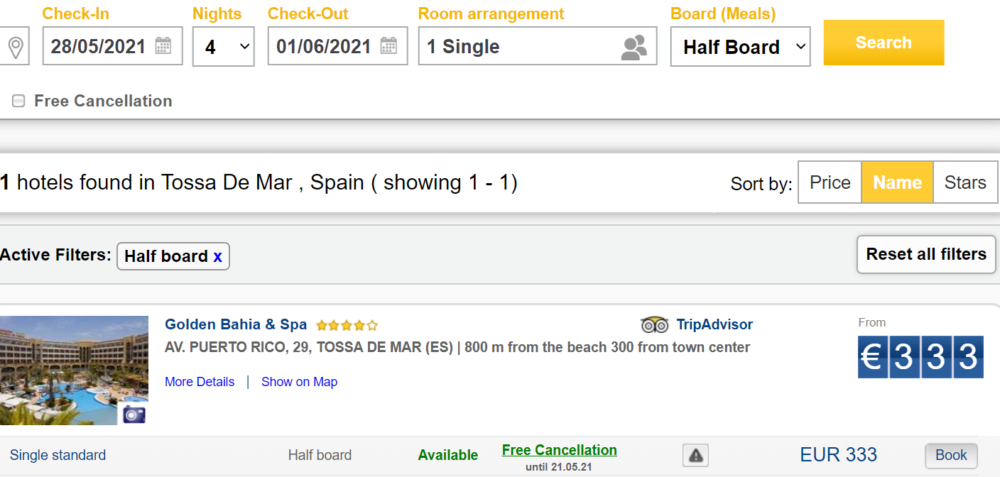 Check-In Nights Check-Out Room arrangement Board (Meals)
28/05/2021 4 01/06/2021 1 Single Half Board Search
Free Cancellation
1 hotels found in Tossa De Mar , Spain ( showing 1 - 1)
Sort by: Price Name Stars
Active Filters: Half board x Reset all filters
Golden Bahia & Spa TripAdvisor From
AV. PUERTO RICO, 29, TOSSA DE MAR (ES) | 800 m from the beach 300 from town center
€333
More Details | Show on Map
Single standard Half board Available Free Cancellation EUR 333 Book
until 21.05.21